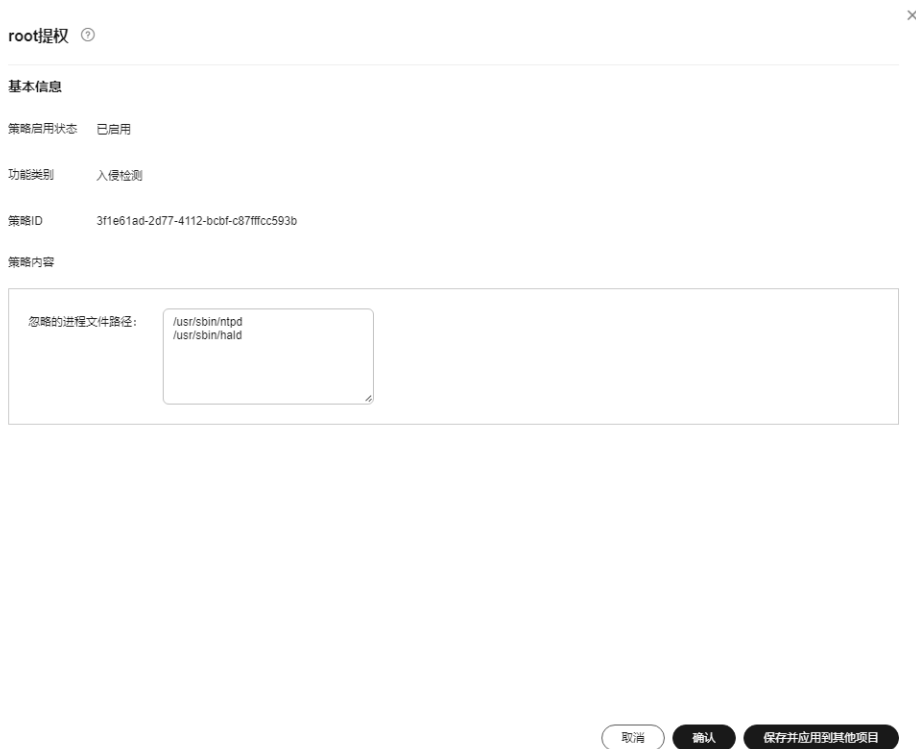 root提权
基本信息
策略启用状态 已启用
功能类别 入侵检测
策略ID 3f1e61ad-2d77-4112-bcbf-c87fffcc593b
策略内容
忽略的进程文件路径： /usr/sbin/ntpd
/usr/sbin/hald
取消 确认 保存并应用到其他项目